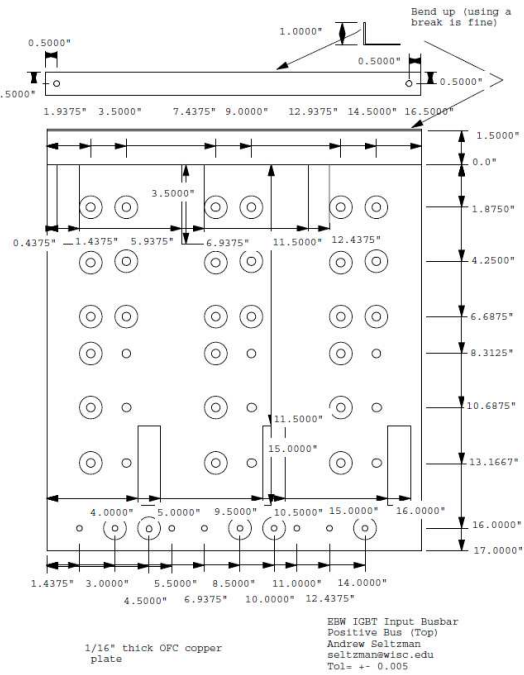 Bend up (using a
break is fine)
1.0000"
0.5000"
0.5000"
.5000"
0.5000"
1.9375" 3.5000" 7.4375" 9.0000" 12.9375" 14.5000" 16.5000"
1.5000"
0.0"
3.5000"
1.8750"
0.4375" 1.4375" 5.9375" 6.9375" 11.5000" 12.4375"
4.2500"
6.6875"
8.3125"
10.6875"
11.5000"
15.0000"
13.1667"
4.0000" 5.0000" 9.5000" 10.5000" 15.0000" 16.0000"
16.0000"
17.0000"
1.4375" 3.0000" 5.5000" 8.5000" 11.0000" 14.0000"
4.5000" 6.9375" 10.0000" 12.4375"
1/16" thick OFC copper
plate
EBW IGBT Input Busbar
Positive Bus (Top)
Andrew Seltzman
seltzman@wisc.edu
Tol= +- 0.005